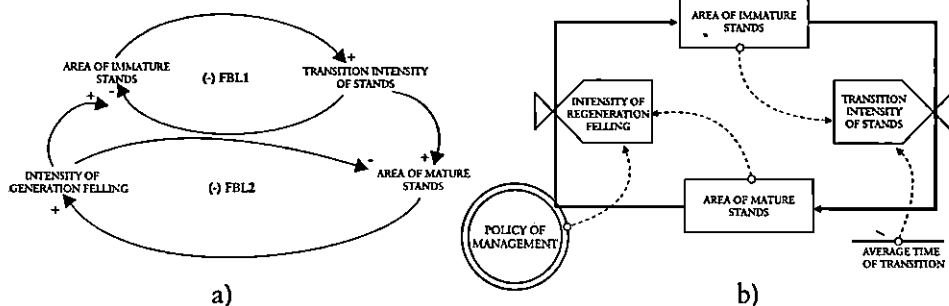 +
AREA OF IMMATURE
STANDS
-
+
(-) FBL1
TRANSITION INTENSITY
OF STANDS
INTENSITY OF
GENERATION FELLING
+
(-) FBL2
-
+
AREA OF MATURE
STANDS
a)
AREA OF IMMATURE
STANDS
INTENSITY OF
REGENERATION
FELLING
TRANSITION
INTENSITY
OF STANDS
AREA OF MATURE
STANDS
POLICY OF
MANAGEMENT
AVERAGE TIME
OF TRANSITION
b)